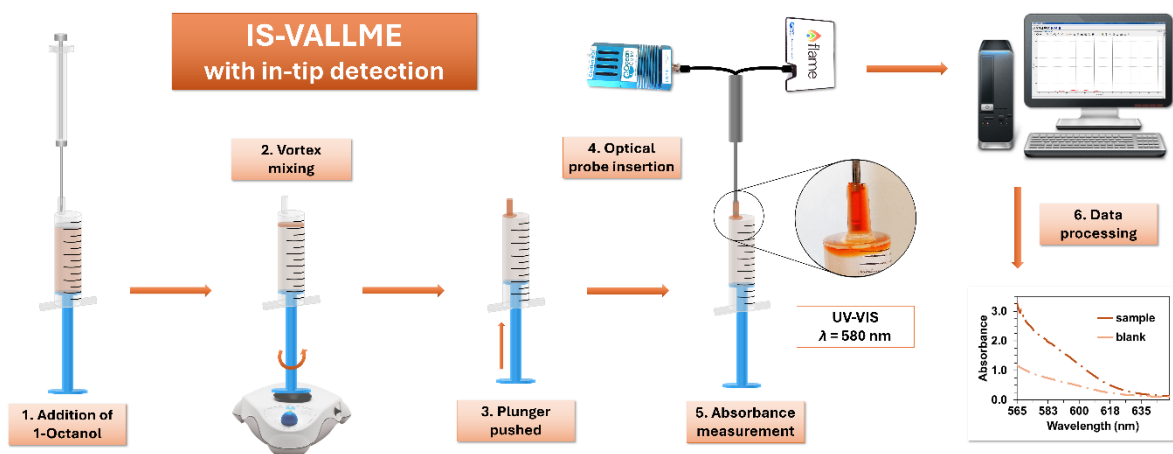 IS-VALLME
with in-tip detection
1. Addition of
1-Octanol
2. Vortex
mixing
3. Plunger
pushed
4. Optical
probe insertion
flame
5. Absorbance
measurement
UV-VIS
λ = 580 nm
6. Data
processing
Absorbance
3.0
2.0
1.0
0.0
sample
blank
565
583
600
618
635
Wavelength (nm)